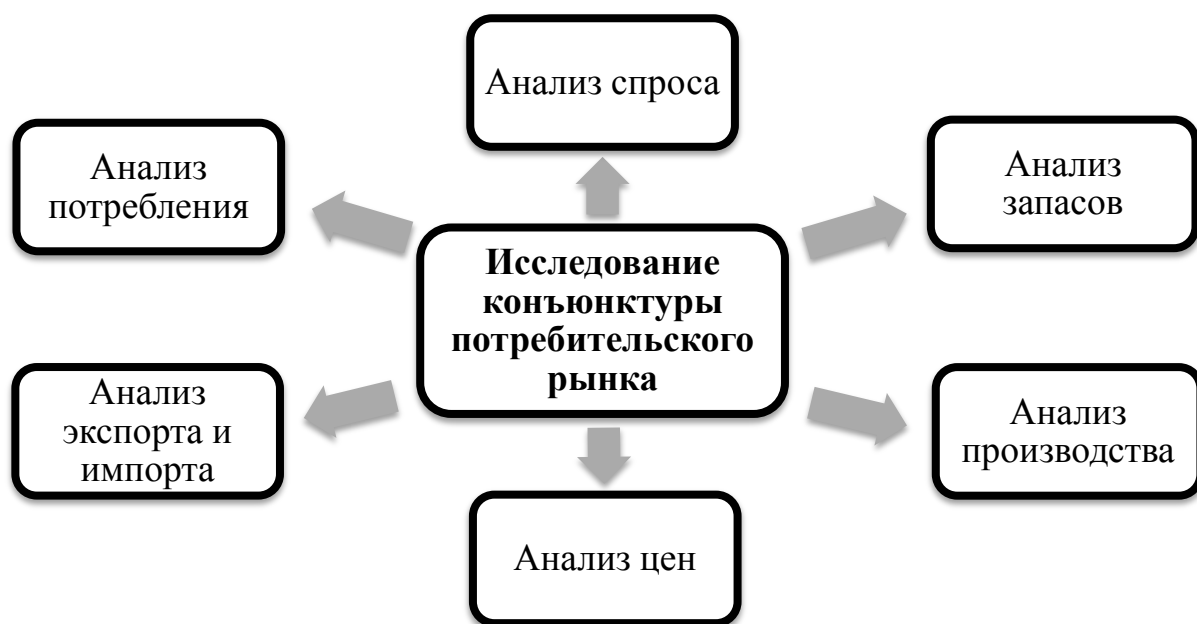 Анализ спроса
Анализ
потребления
Анализ
запасов
Исследование
конъюнктуры
потребительского
рынка
Анализ
экспорта и
импорта
Анализ
производства
Анализ цен